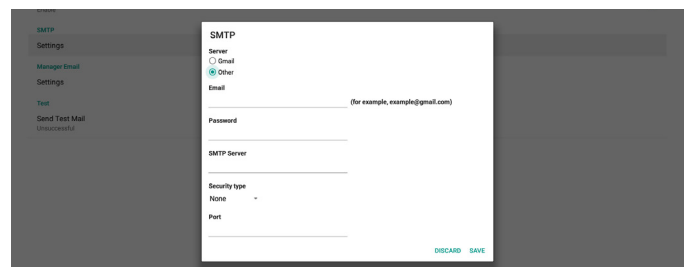 Enable
SMTP
Settings
Manager Email
Settings
Test
Send Test Mail
Unsuccessful
SMTP
Server
Gmail
Other
Email
(for example, example@gmail.com)
Password
SMTP Server
Security type
None
Port
DISCARD SAVE